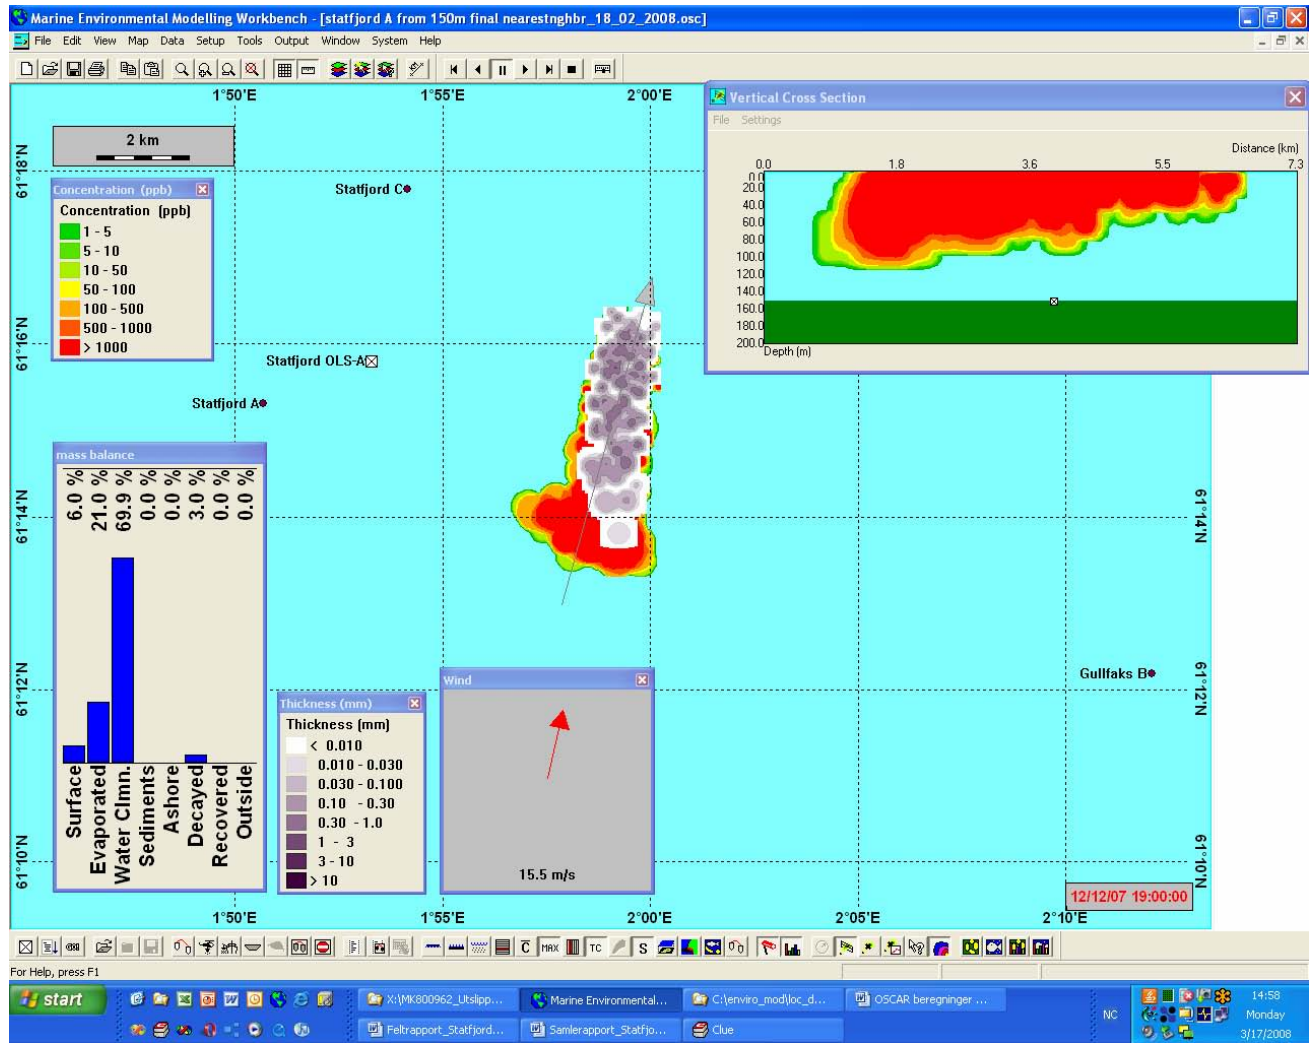 Marine Environmental Modelling Workbench - [statfjord A from 150m final nearestnghbr_18_02_2008.osc]
File Edit View Map Data Setup Tools Output Window System Help
1°50'E 1°55'E 2°00'E
2 km
61°18'N
61°16'N
61°14'N
61°12'N
61°10'N
Concentration (ppb)
Concentration (ppb)
1 - 5
5 - 10
10 - 50
50 - 100
100 - 500
500 - 1000
> 1000
Statfjord C
Statfjord OLS-A
Statfjord A
Vertical Cross Section
File Settings
Distance (km)
0.0 1.8 3.6 5.5 7.3
0.0
20.0
40.0
60.0
80.0
100.0
120.0
140.0
160.0
180.0
200.0
Depth (m)
mass balance
6.0 %
21.0 %
69.9 %
0.0 %
0.0 %
3.0 %
0.0 %
0.0 %
Surface
Evaporated
Water Clmn.
Sediments
Ashore
Decayed
Recovered
Outside
Thickness (mm)
Thickness (mm)
< 0.010
0.010 - 0.030
0.030 - 0.100
0.10 - 0.30
0.30 - 1.0
1 - 3
3 - 10
> 10
Wind
15.5 m/s
Gullfaks B
61°14'N
61°12'N
61°10'N
12/12/07 19:00:00
1°50'E 1°55'E 2°00'E 2°05'E 2°10'E
C MAX TC S
For Help, press F1
start
X:\MK800962_Utslipp... Marine Environmental... C:\enviro_mod\loc_d... OSCAR beregninger ...
Feltrapport_Statfjord... Samlerapport_Statfjo... Clue
NC
14:58
Monday
3/17/2008